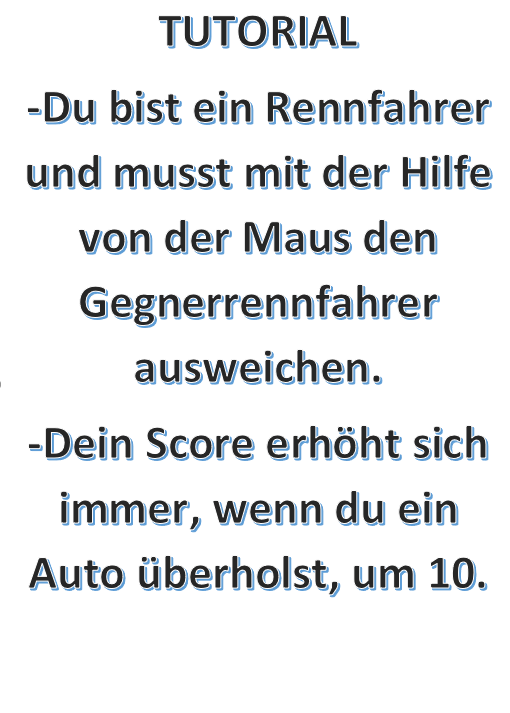 TUTORIAL
-Du bist ein Rennfahrer
und musst mit der Hilfe
von der Maus den
Gegnerrennfahrer
ausweichen.
-Dein Score erhöht sich
immer, wenn du ein
Auto überholst, um 10.